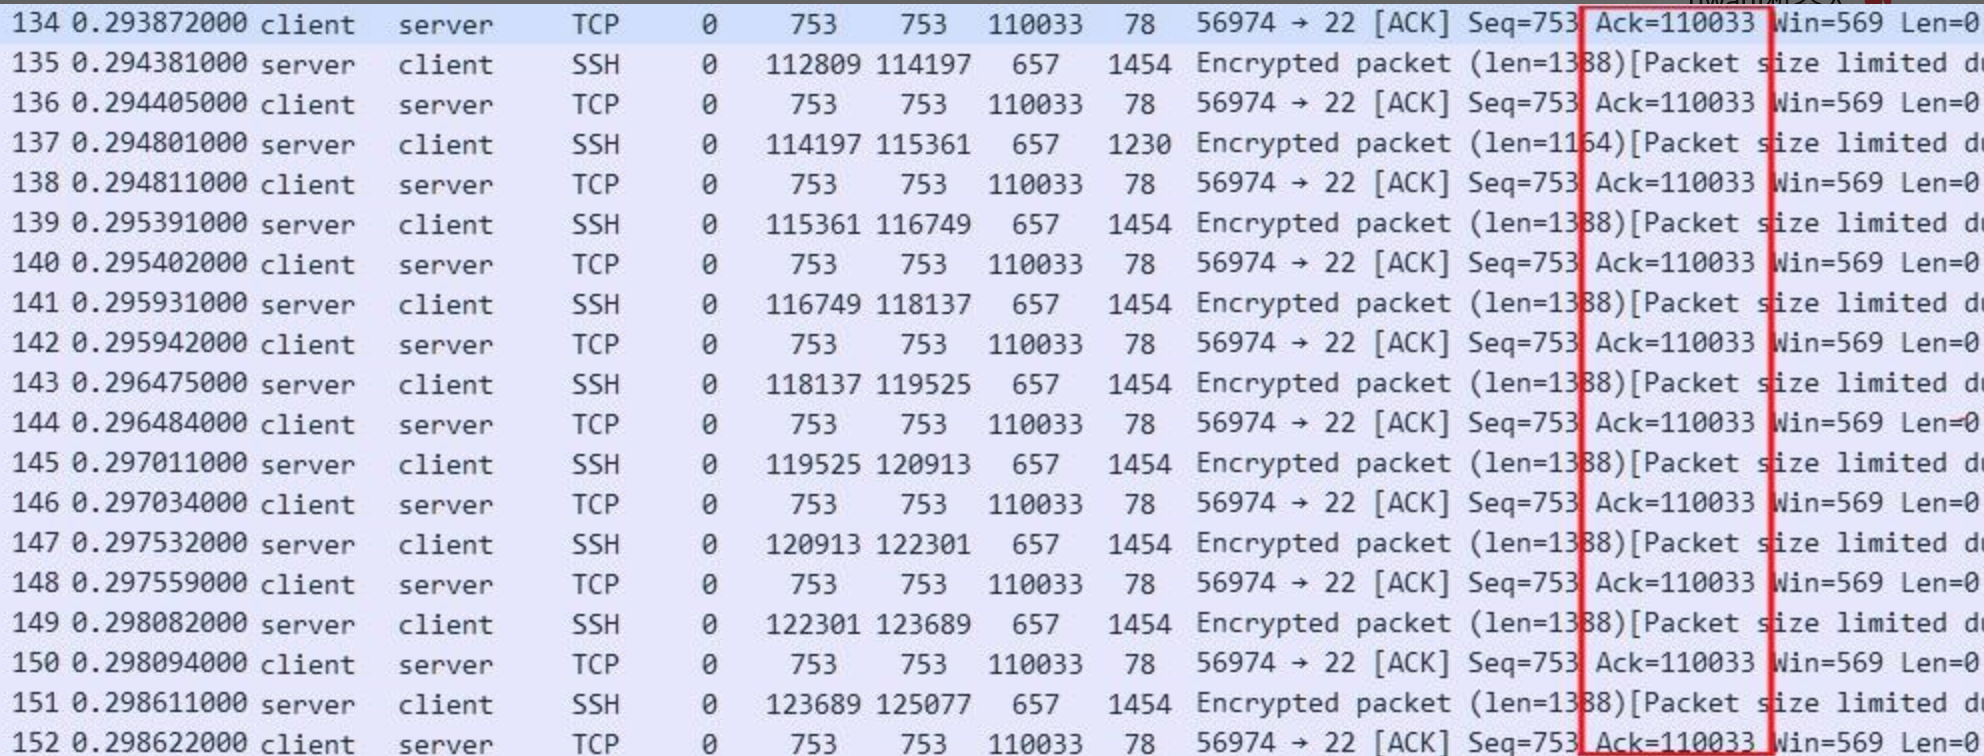 134 0.293872000 client server TCP 0 753 753 110033 78 56974 → 22 [ACK] Seq=753 Ack=110033 Win=569 Len=0
135 0.294381000 server client SSH 0 112809 114197 657 1454 Encrypted packet (len=1388)[Packet size limited du
136 0.294405000 client server TCP 0 753 753 110033 78 56974 → 22 [ACK] Seq=753 Ack=110033 Win=569 Len=0
137 0.294801000 server client SSH 0 114197 115361 657 1230 Encrypted packet (len=1164)[Packet size limited du
138 0.294811000 client server TCP 0 753 753 110033 78 56974 → 22 [ACK] Seq=753 Ack=110033 Win=569 Len=0
139 0.295391000 server client SSH 0 115361 116749 657 1454 Encrypted packet (len=1388)[Packet size limited du
140 0.295402000 client server TCP 0 753 753 110033 78 56974 → 22 [ACK] Seq=753 Ack=110033 Win=569 Len=0
141 0.295931000 server client SSH 0 116749 118137 657 1454 Encrypted packet (len=1388)[Packet size limited du
142 0.295942000 client server TCP 0 753 753 110033 78 56974 → 22 [ACK] Seq=753 Ack=110033 Win=569 Len=0
143 0.296475000 server client SSH 0 118137 119525 657 1454 Encrypted packet (len=1388)[Packet size limited du
144 0.296484000 client server TCP 0 753 753 110033 78 56974 → 22 [ACK] Seq=753 Ack=110033 Win=569 Len=0
145 0.297011000 server client SSH 0 119525 120913 657 1454 Encrypted packet (len=1388)[Packet size limited du
146 0.297034000 client server TCP 0 753 753 110033 78 56974 → 22 [ACK] Seq=753 Ack=110033 Win=569 Len=0
147 0.297532000 server client SSH 0 120913 122301 657 1454 Encrypted packet (len=1388)[Packet size limited du
148 0.297559000 client server TCP 0 753 753 110033 78 56974 → 22 [ACK] Seq=753 Ack=110033 Win=569 Len=0
149 0.298082000 server client SSH 0 122301 123689 657 1454 Encrypted packet (len=1388)[Packet size limited du
150 0.298094000 client server TCP 0 753 753 110033 78 56974 → 22 [ACK] Seq=753 Ack=110033 Win=569 Len=0
151 0.298611000 server client SSH 0 123689 125077 657 1454 Encrypted packet (len=1388)[Packet size limited du
152 0.298622000 client server TCP 0 753 753 110033 78 56974 → 22 [ACK] Seq=753 Ack=110033 Win=569 Len=0